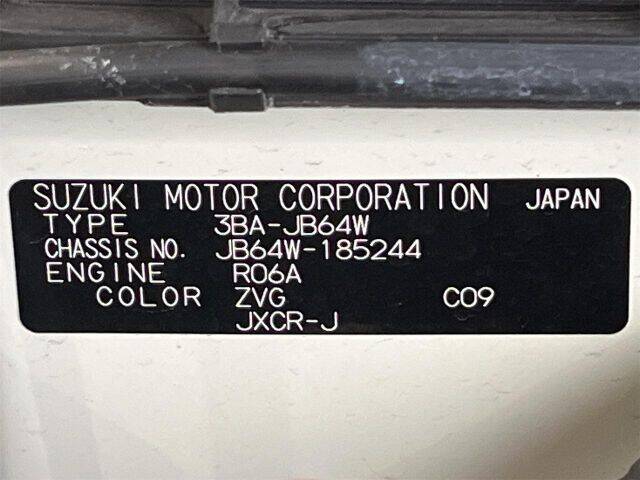 SUZUKI MOTOR CORPORATION JAPAN
TYPE 3BA-JB64W
CHASSIS NO. JB64W-185244
ENGINE R06A
COLOR ZVG C09
JXCR-J